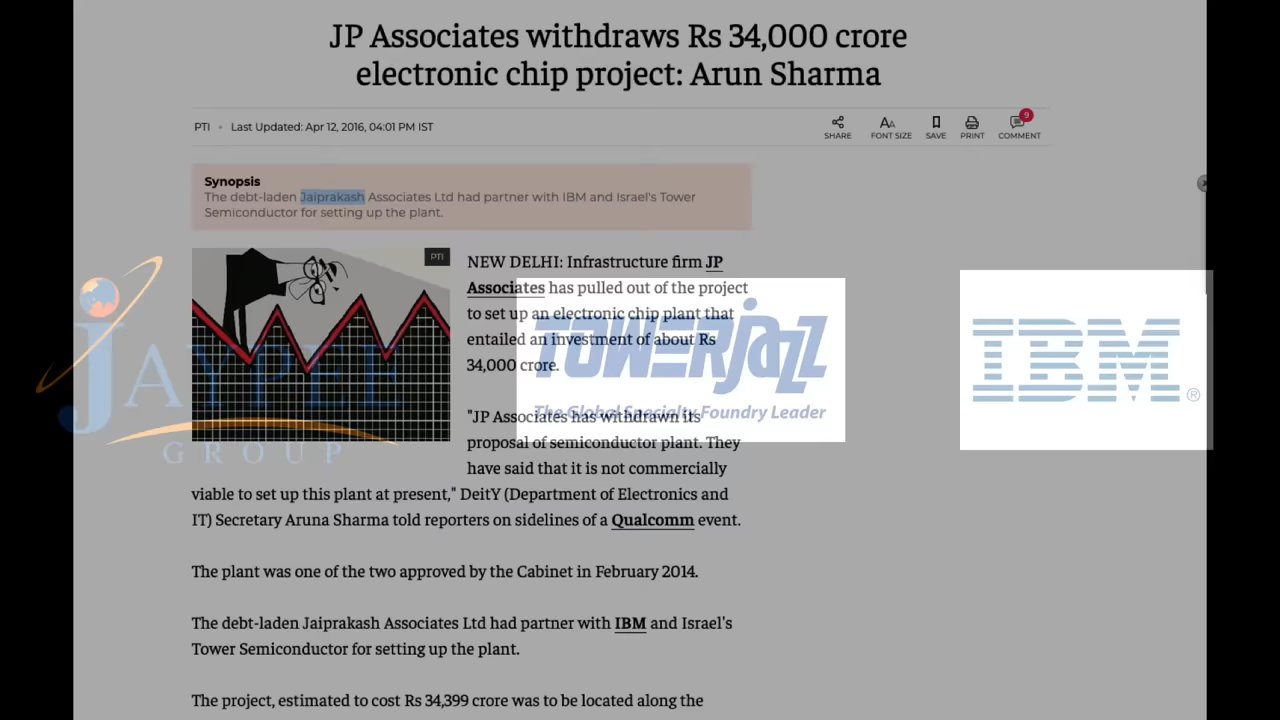 JP Associates withdraws Rs 34,000 crore
electronic chip project: Arun Sharma
PTI • Last Updated: Apr 12, 2016, 04:01 PM IST
SHARE
AA
FONT SIZE
SAVE
PRINT
9
COMMENT
Synopsis
The debt-laden Jaiprakash Associates Ltd had partner with IBM and Israel's Tower
Semiconductor for setting up the plant.
PTI
NEW DELHI: Infrastructure firm JP
Associates has pulled out of the project
to set up an electronic chip plant that
entailed an investment of about Rs
34,000 crore.
"JP Associates has withdrawn its
proposal of semiconductor plant. They
have said that it is not commercially
viable to set up this plant at present," DeitY (Department of Electronics and
IT) Secretary Aruna Sharma told reporters on sidelines of a Qualcomm event.
The plant was one of the two approved by the Cabinet in February 2014.
The debt-laden Jaiprakash Associates Ltd had partner with IBM and Israel's
Tower Semiconductor for setting up the plant.
The project, estimated to cost Rs 34,399 crore was to be located along the
JAYPEE
GROUP
TOWERJAZZ
The Global Specialty Foundry Leader
IBM®